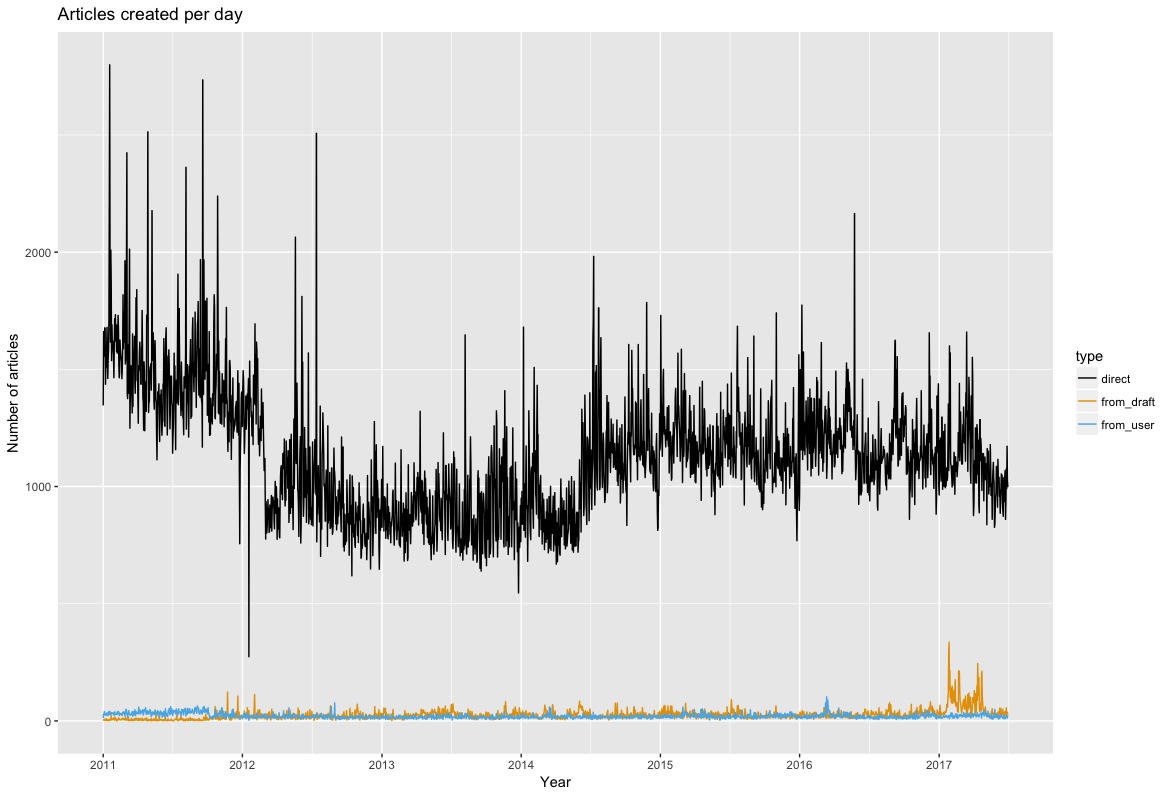 Articles created per day
Number of articles
2000
1000
0
2011 2012 2013 2014 2015 2016 2017
Year
type
direct
from_draft
from_user